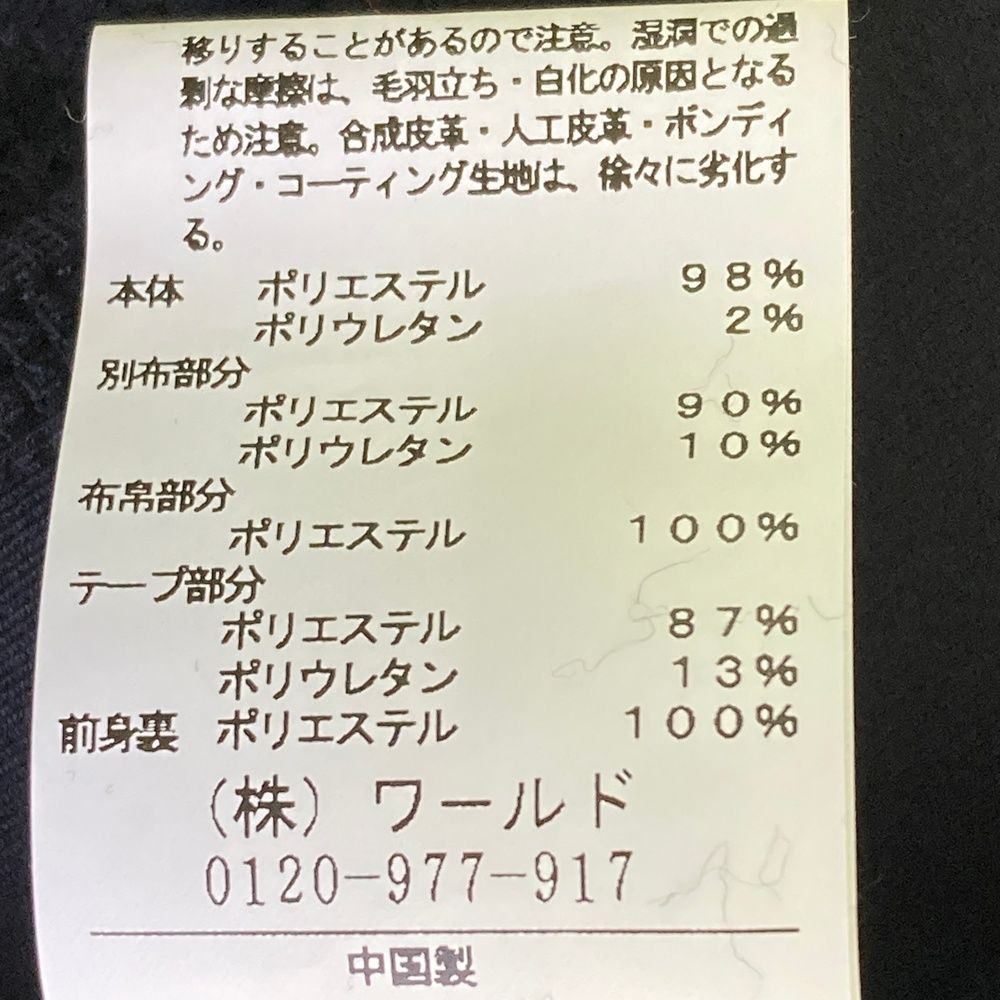 移りすることがあるので注意。湿潤での過
剰な摩擦は、毛羽立ち・白化の原因となる
ため注意。合成皮革・人工皮革・ボンディ
ング・コーティング生地は、徐々に劣化す
る。
本体 ポリエステル 98%
ポリウレタン 2%
別布部分
ポリエステル 90%
ポリウレタン 10%
布帛部分
ポリエステル 100%
テープ部分
ポリエステル 87%
ポリウレタン 13%
前身裏 ポリエステル 100%
(株) ワールド
0120-977-917
中国製